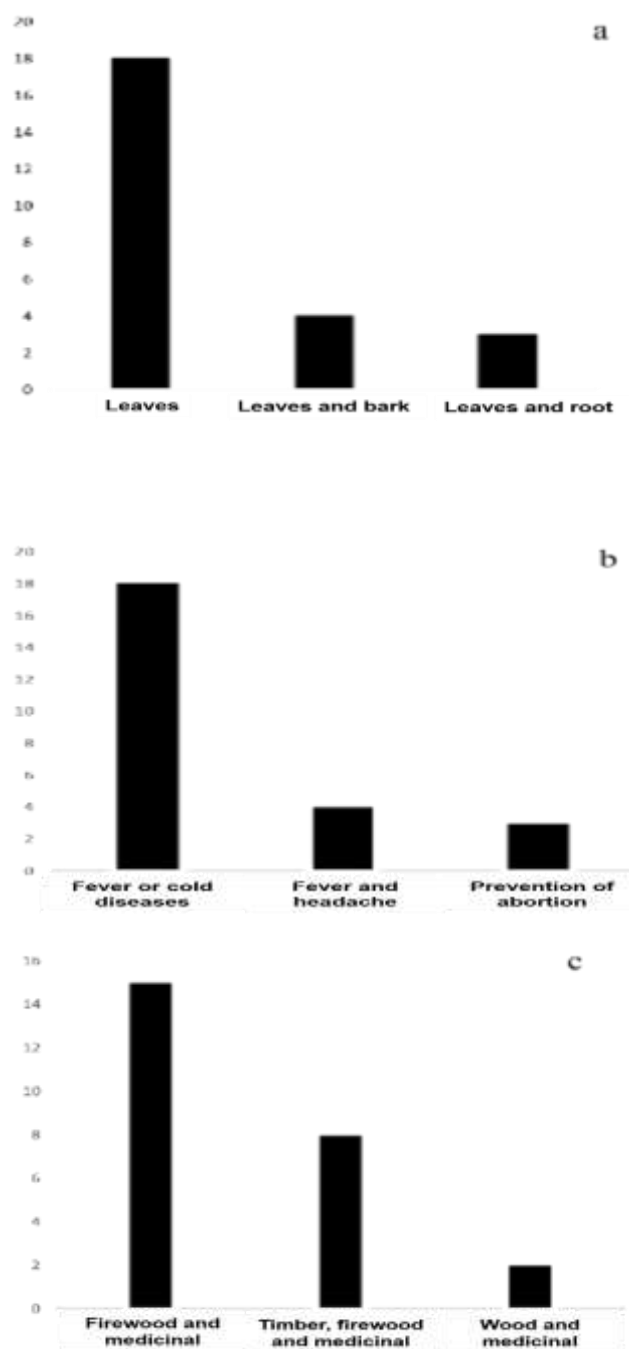 a
20
18
16
14
12
10
8
6
4
2
0
Leaves
Leaves and bark
Leaves and root
b
20
18
16
14
12
10
8
6
4
2
0
Fever or cold
diseases
Fever and
headache
Prevention of
abortion
c
16
14
12
10
8
6
4
2
0
Firewood and
medicinal
Timber, firewood
and medicinal
Wood and
medicinal